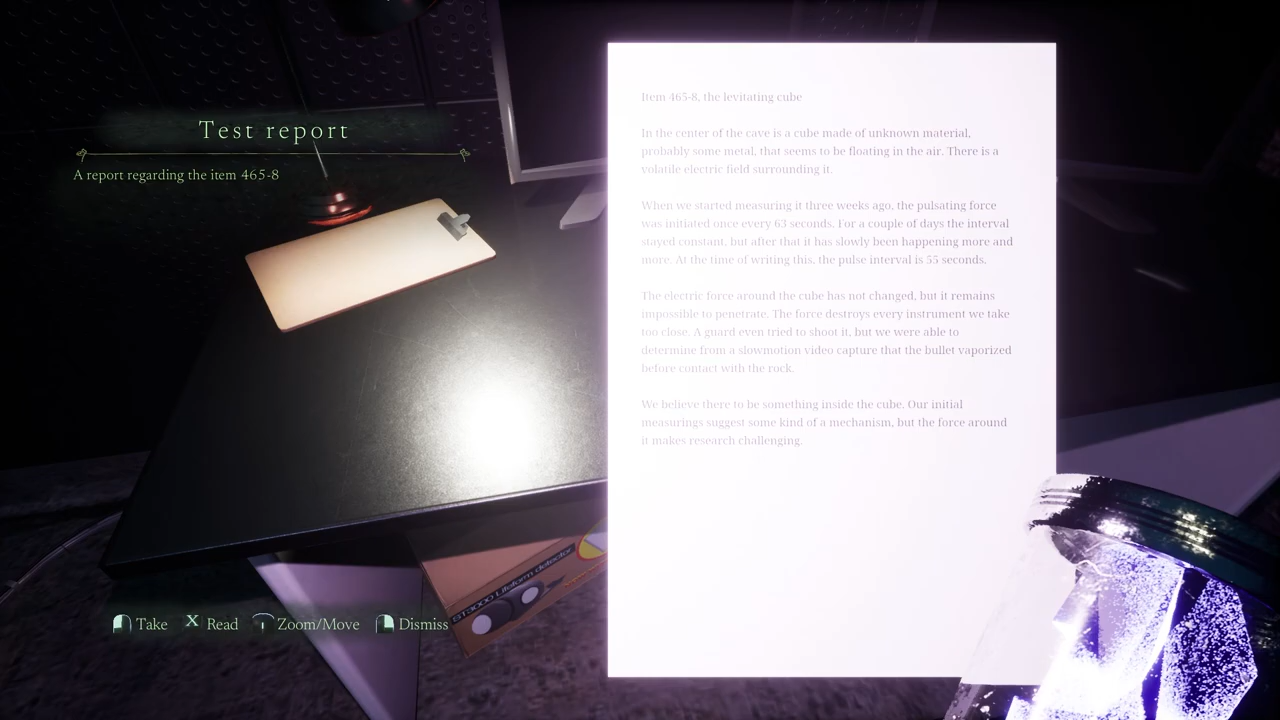 Test report
A report regarding the item 465-8
Item 465-8, the levitating cube
In the center of the cave is a cube made of unknown material,
probably some metal, that seems to be floating in the air. There is a
volatile electric field surrounding it.
When we started measuring it three weeks ago, the pulsating force
was initiated once every 63 seconds. For a couple of days the interval
stayed constant, but after that it has slowly been happening more and
more. At the time of writing this, the pulse interval is 55 seconds.
The electric force around the cube has not changed, but it remains
impossible to penetrate. The force destroys every instrument we take
too close. A guard even tried to shoot it, but we were able to
determine from a slowmotion video capture that the bullet vaporized
before contact with the rock.
We believe there to be something inside the cube. Our initial
measurings suggest some kind of a mechanism, but the force around
it makes research challenging.
Lifeform detector
Take X Read Zoom/Move Dismiss